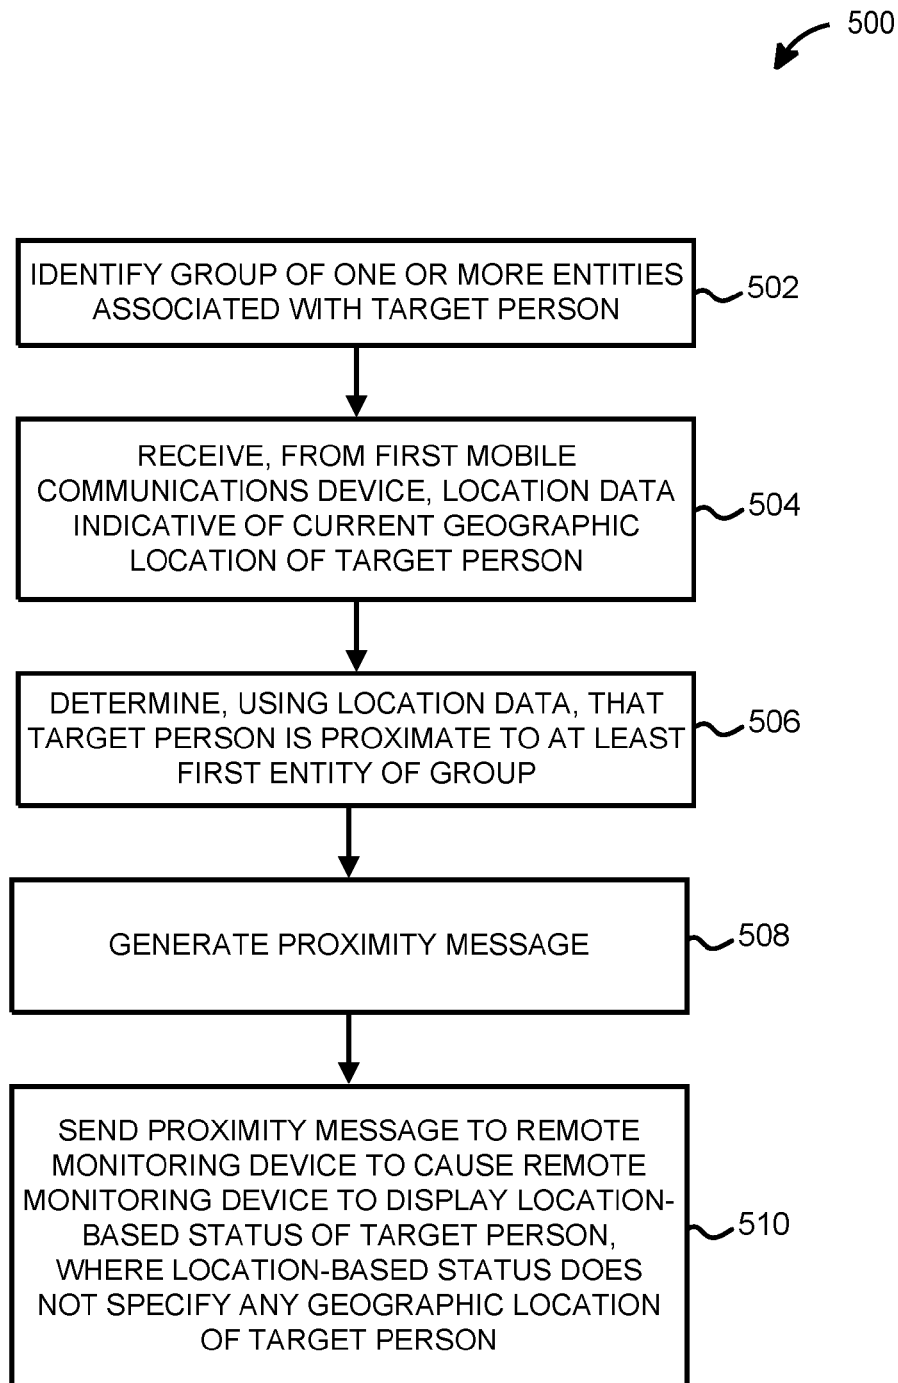 500
IDENTIFY GROUP OF ONE OR MORE ENTITIES
ASSOCIATED WITH TARGET PERSON
502
RECEIVE, FROM FIRST MOBILE
COMMUNICATIONS DEVICE, LOCATION DATA
INDICATIVE OF CURRENT GEOGRAPHIC
LOCATION OF TARGET PERSON
504
DETERMINE, USING LOCATION DATA, THAT
TARGET PERSON IS PROXIMATE TO AT LEAST
FIRST ENTITY OF GROUP
506
GENERATE PROXIMITY MESSAGE
508
SEND PROXIMITY MESSAGE TO REMOTE
MONITORING DEVICE TO CAUSE REMOTE
MONITORING DEVICE TO DISPLAY LOCATION-
BASED STATUS OF TARGET PERSON,
WHERE LOCATION-BASED STATUS DOES
NOT SPECIFY ANY GEOGRAPHIC LOCATION
OF TARGET PERSON
510